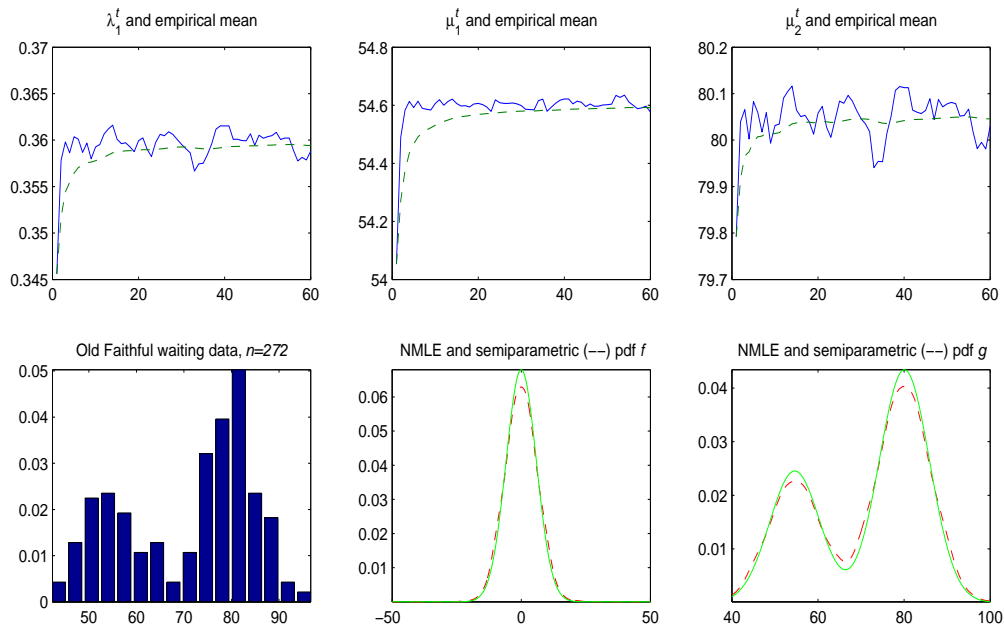 λ₁ᵗ and empirical mean
0.37
0.365
0.36
0.355
0.35
0.345
0 20 40 60
μ₁ᵗ and empirical mean
54.8
54.6
54.4
54.2
54
0 20 40 60
μ₂ᵗ and empirical mean
80.2
80.1
80
79.9
79.8
79.7
0 20 40 60
Old Faithful waiting data, n=272
0.05
0.04
0.03
0.02
0.01
0
50 60 70 80 90
NMLE and semiparametric (−−) pdf f
0.06
0.05
0.04
0.03
0.02
0.01
−50 0 50
NMLE and semiparametric (−−) pdf g
0.04
0.03
0.02
0.01
40 60 80 100